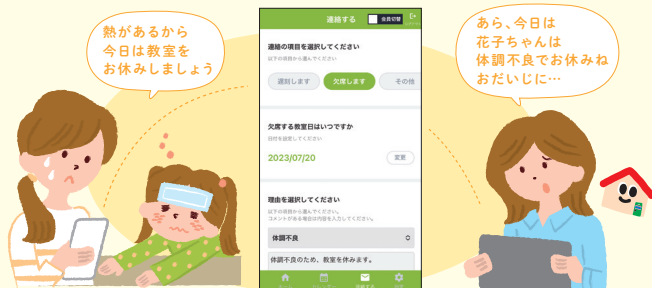 熱があるから
今日は教室を
お休みしましょう
連絡する
会員切替
連絡の項目を選択してください
以下の項目から選んでください
遅刻します
欠席します
その他
欠席する教室日はいつですか
日付を設定してください
2023/07/20
変更
理由を選択してください
以下の項目から選んでください。
コメントがある場合は内容を入力してください。
体調不良
体調不良のため、教室を休みます。
あら、今日は
花子ちゃんは
体調不良でお休みね
おだいじに…